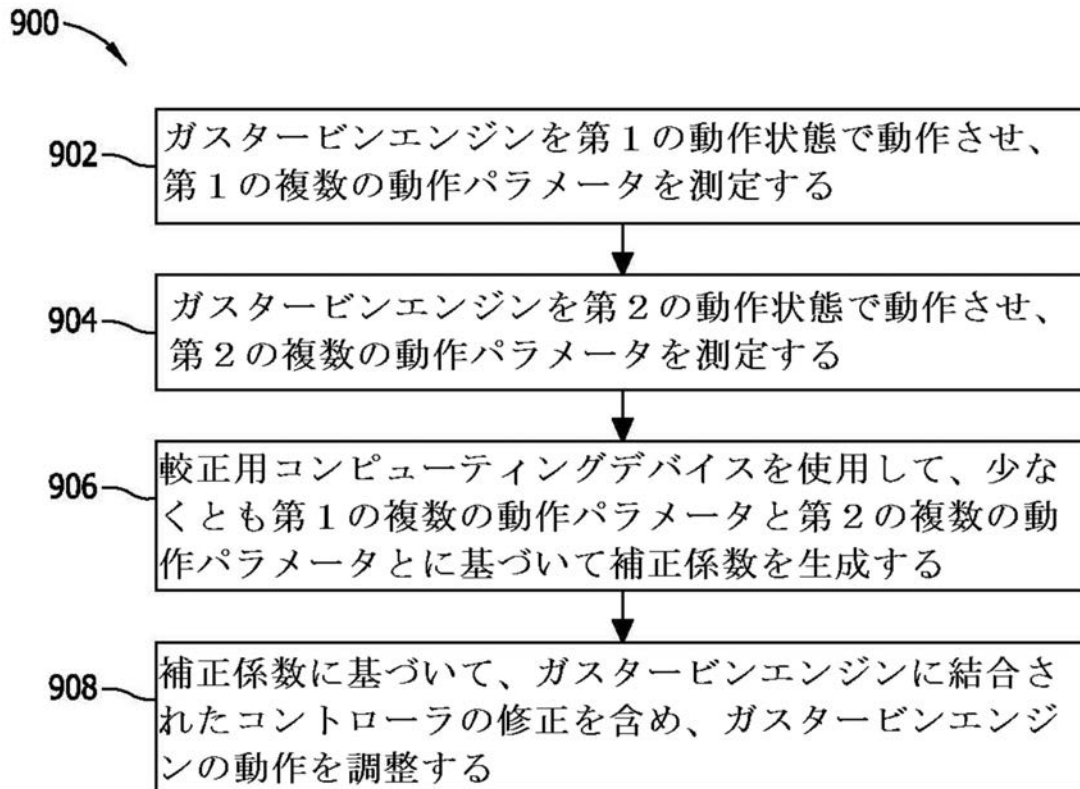 900
902
ガスタービンエンジンを第１の動作状態で動作させ、
第１の複数の動作パラメータを測定する
904
ガスタービンエンジンを第２の動作状態で動作させ、
第２の複数の動作パラメータを測定する
906
較正用コンピューティングデバイスを使用して、少な
くとも第１の複数の動作パラメータと第２の複数の動
作パラメータとに基づいて補正係数を生成する
908
補正係数に基づいて、ガスタービンエンジンに結合さ
れたコントローラの修正を含め、ガスタービンエンジ
ンの動作を調整する